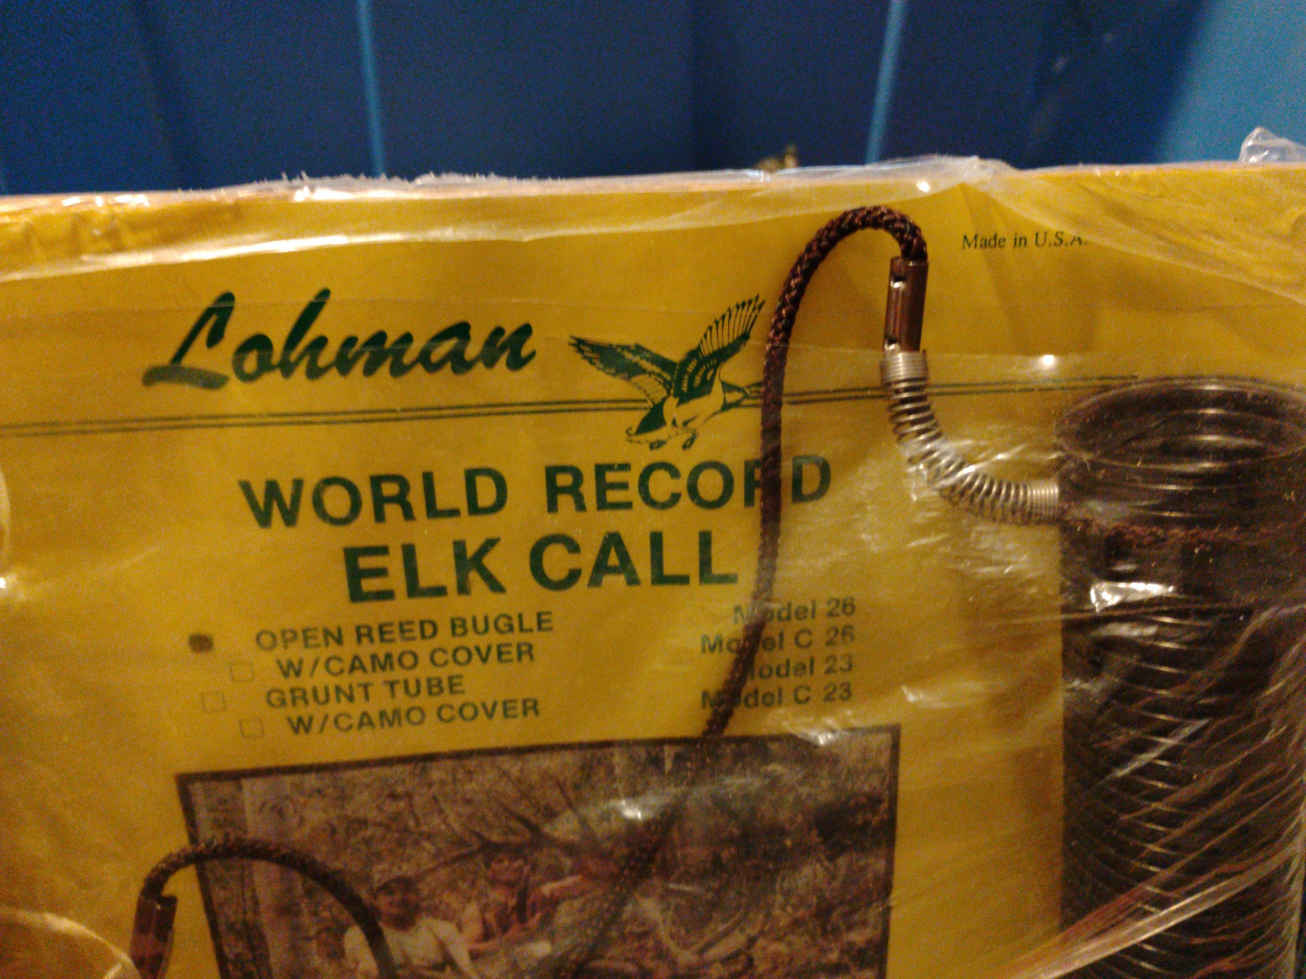 Made in U.S.A.
Lohman
WORLD RECORD
ELK CALL
OPEN REED BUGLE Model 26
W/CAMO COVER Model C 26
GRUNT TUBE Model 23
W/CAMO COVER Model C 23